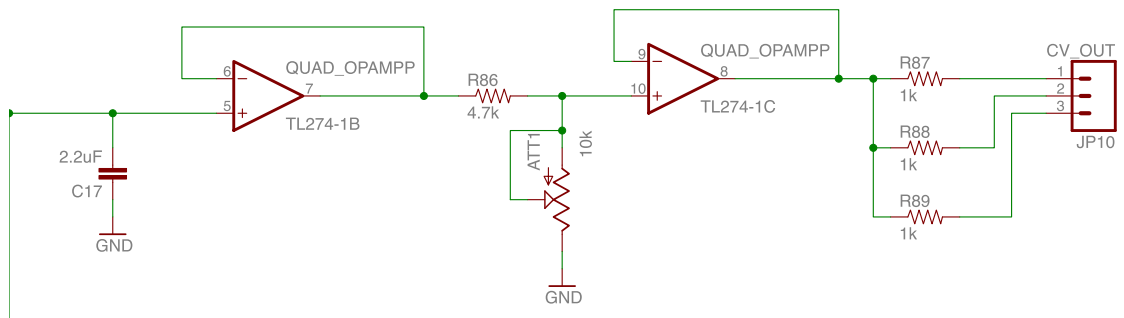 QUAD_OPAMPP
6
7
5
TL274-1B
2.2uF
C17
GND
R86
4.7k
ATT1
10k
GND
QUAD_OPAMPP
9
8
10
TL274-1C
R87
1k
R88
1k
R89
1k
CV_OUT
1
2
3
JP10